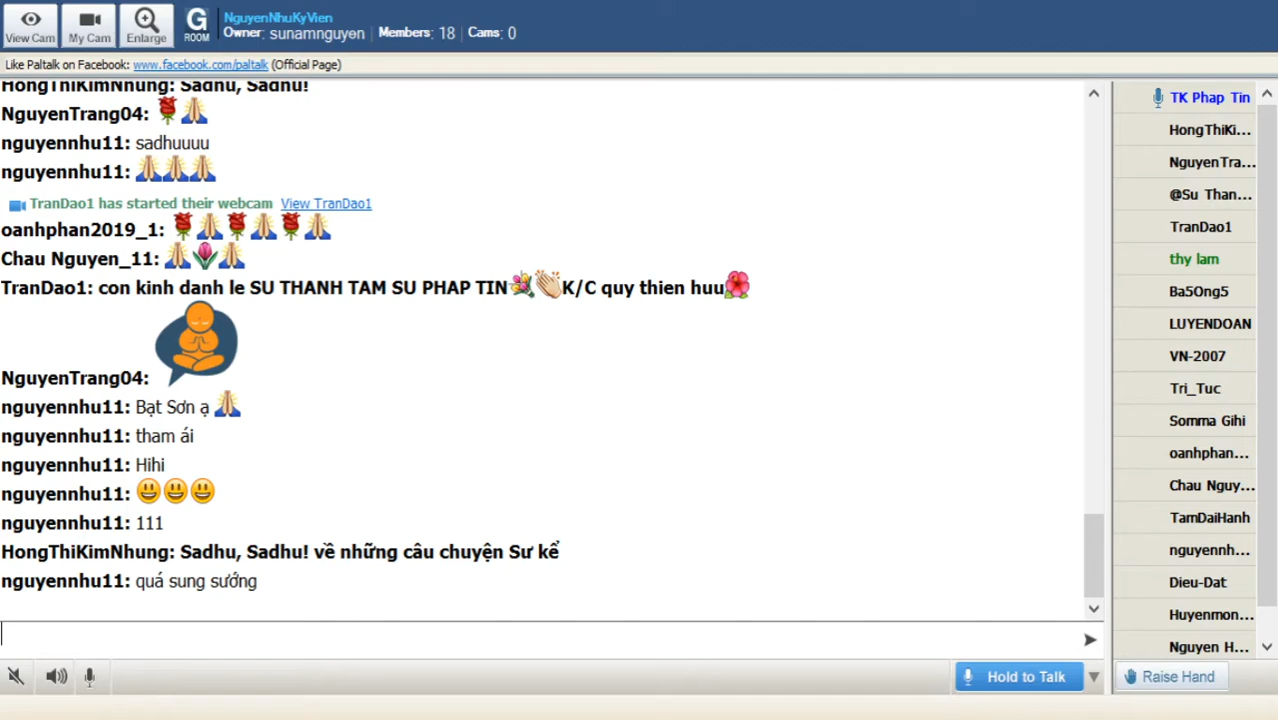 View Cam
My Cam
Enlarge
G
ROOM
NguyenNhuKyVien
Owner: sunamnguyen | Members: 18 | Cams: 0
Like Paltalk on Facebook: www.facebook.com/paltalk (Official Page)
HongThiKimNhung: Sadhu, Sadhu!
NguyenTrang04:
nguyennhu11: sadhuuuu
nguyennhu11:
TranDao1 has started their webcam View TranDao1
oanhphan2019_1:
Chau Nguyen_11:
TranDao1: con kinh danh le SU THANH TAM SU PHAP TIN K/C quy thien huu
NguyenTrang04:
nguyennhu11: Bạt Sơn ạ
nguyennhu11: tham ái
nguyennhu11: Hihi
nguyennhu11:
nguyennhu11: 111
HongThiKimNhung: Sadhu, Sadhu! về những câu chuyện Sư kể
nguyennhu11: quá sung sướng
Hold to Talk
TK Phap Tin
HongThiKi...
NguyenTra...
@Su Than...
TranDao1
thy lam
Ba5Ong5
LUYENDOAN
VN-2007
Tri_Tuc
Somma Gihi
oanhphan...
Chau Nguy...
TamDaiHanh
nguyennh...
Dieu-Dat
Huyenmon...
Nguyen H...
Raise Hand